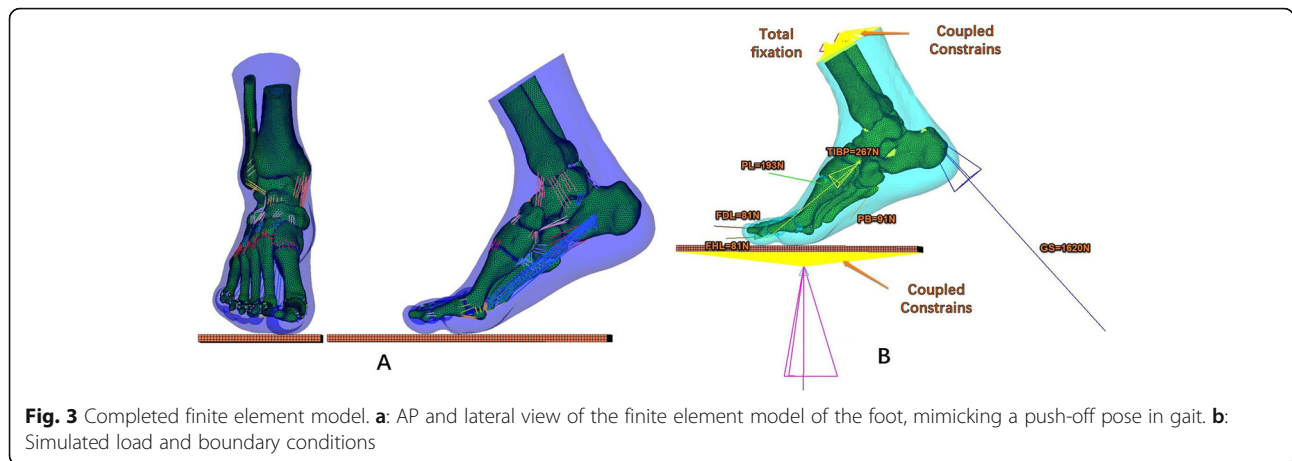 Total
fixation
Coupled
Constrains
TIBP=267N
PL=193N
FDL=81N
PB=81N
FHL=81N
GS=1620N
Coupled
Constrains
A
B
Fig. 3 Completed finite element model. a: AP and lateral view of the finite element model of the foot, mimicking a push-off pose in gait. b:
Simulated load and boundary conditions